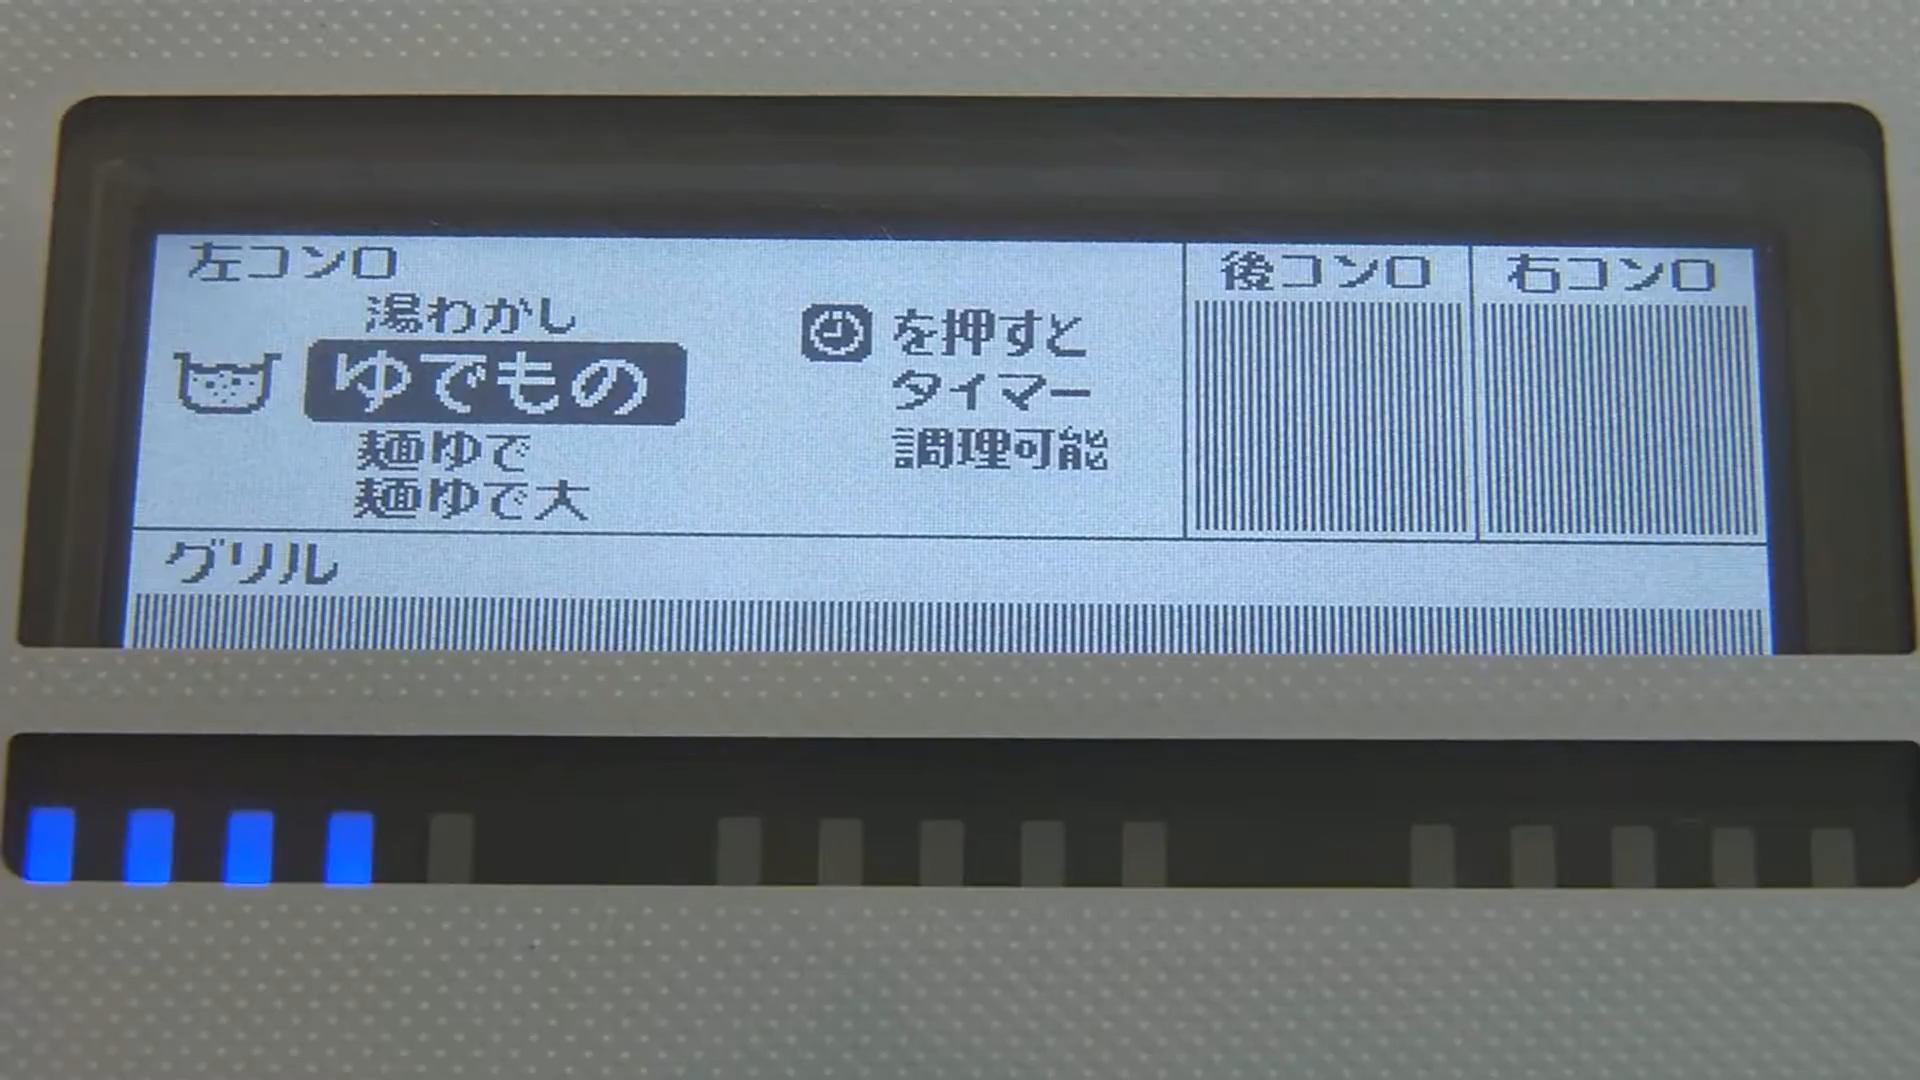 左コンロ
湯わかし
ゆでもの
麺ゆで
麺ゆで大
を押すと
タイマー
調理可能
後コンロ
右コンロ
グリル